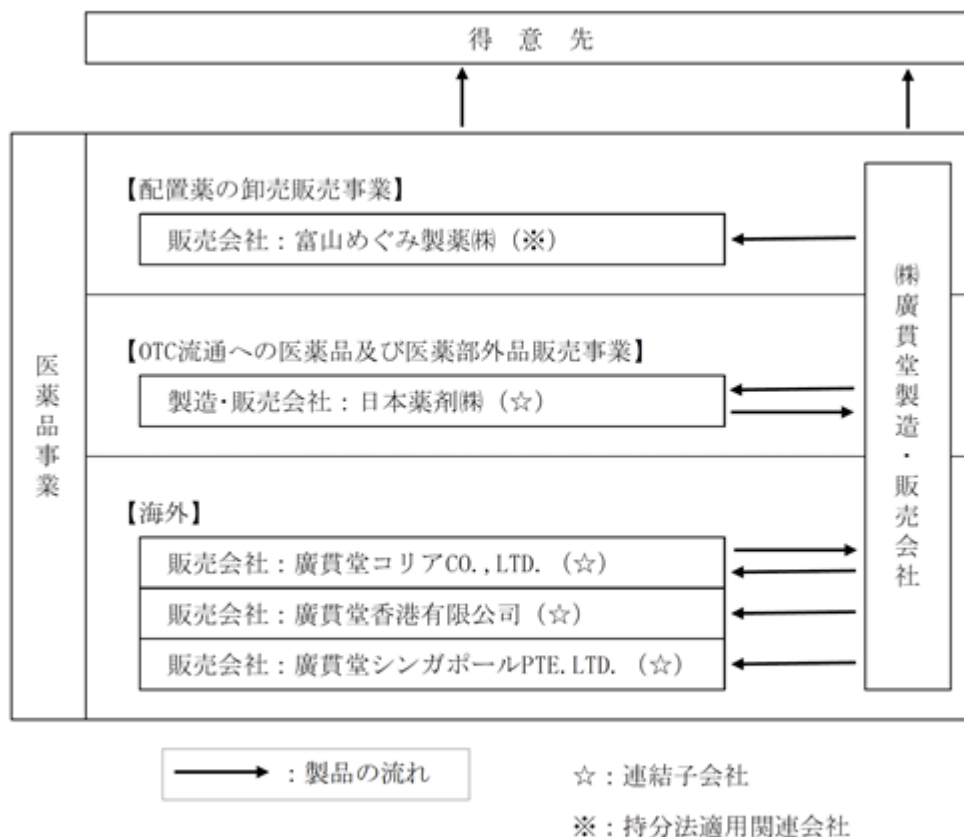 得意先
医薬品事業
【配置薬の卸売販売事業】
販売会社：富山めぐみ製薬㈱（※）
【OTC流通への医薬品及び医薬部外品販売事業】
製造・販売会社：日本薬剤㈱（☆）
【海外】
販売会社：廣貫堂コリアCO.,LTD.（☆）
販売会社：廣貫堂香港有限公司（☆）
販売会社：廣貫堂シンガポールPTE.LTD.（☆）
㈱廣貫堂製造・販売会社
：製品の流れ
☆：連結子会社
※：持分法適用関連会社